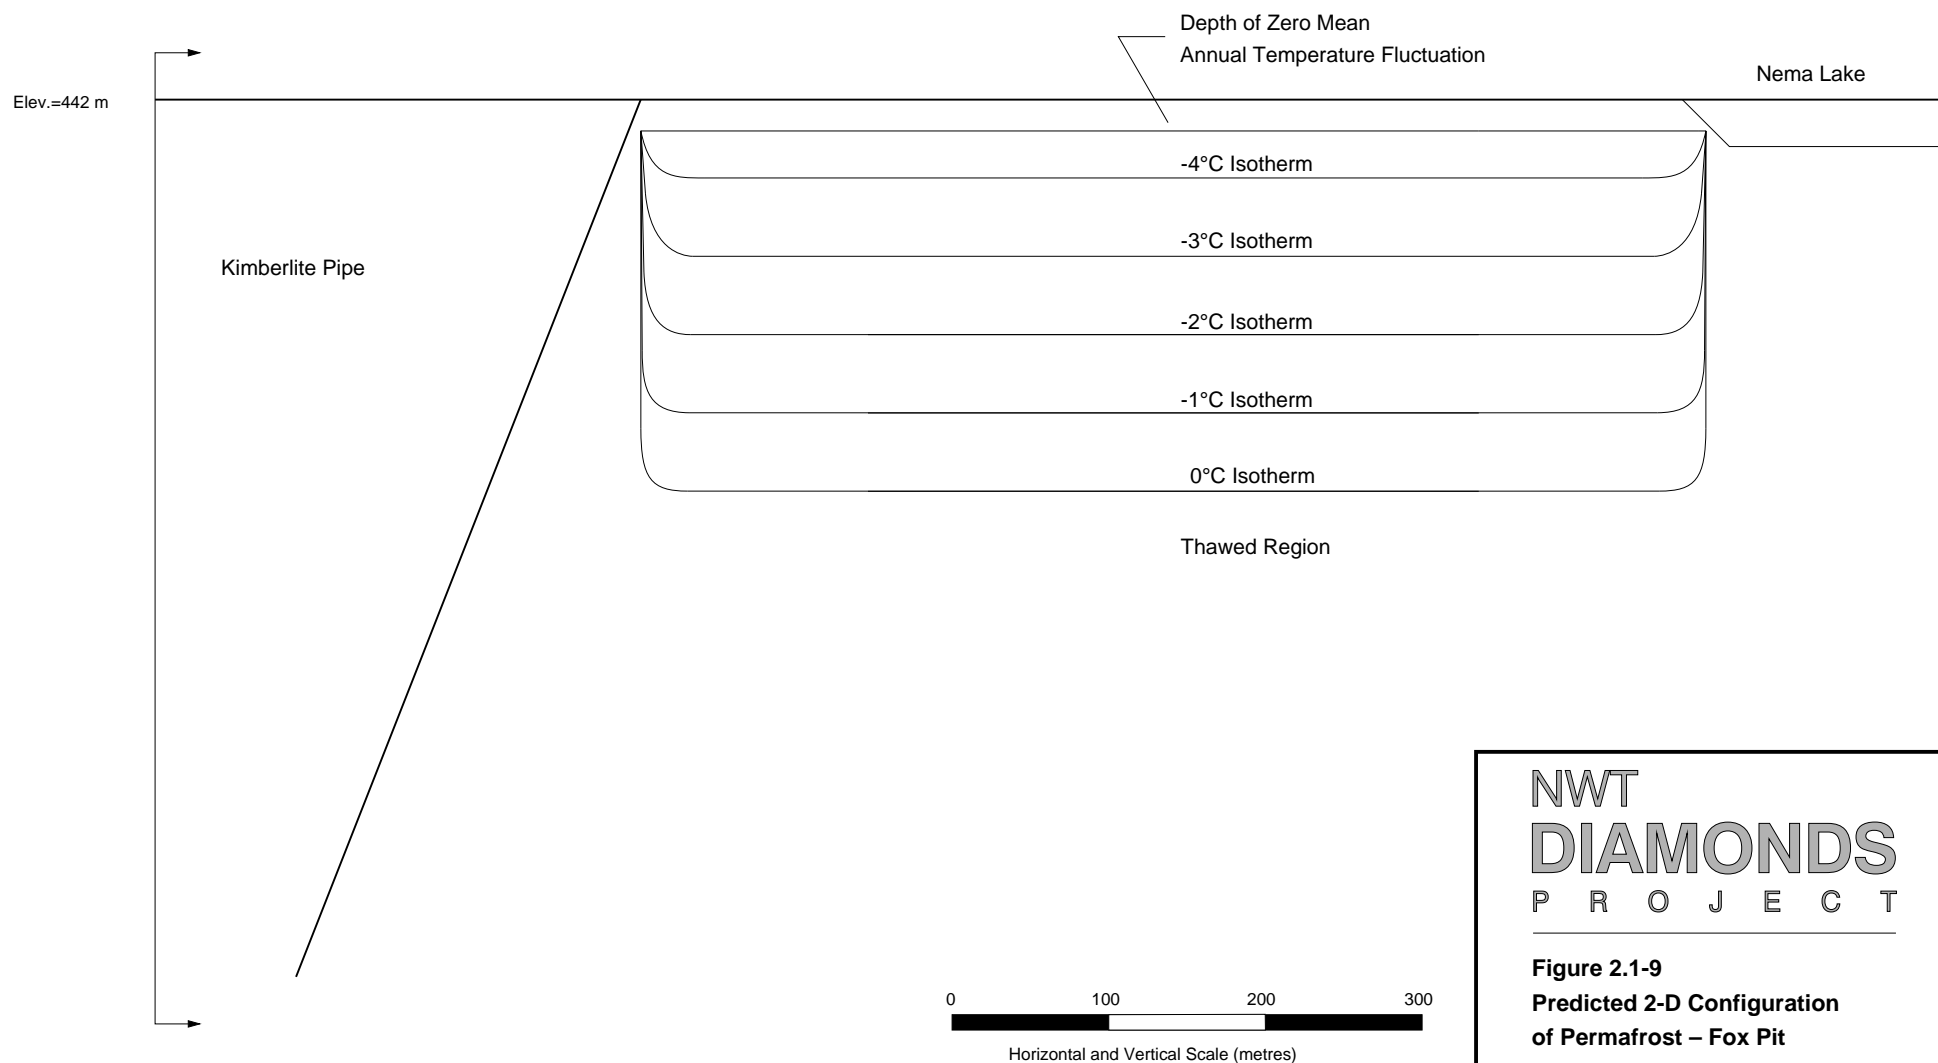 Depth of Zero Mean
Annual Temperature Fluctuation
Nema Lake
Elev.=442 m
-4°C Isotherm
-3°C Isotherm
Kimberlite Pipe
-2°C Isotherm
-1°C Isotherm
0°C Isotherm
Thawed Region
0 100 200 300
Horizontal and Vertical Scale (metres)
NWT
DIAMONDS
PROJECT
Figure 2.1-9
Predicted 2-D Configuration
of Permafrost – Fox Pit